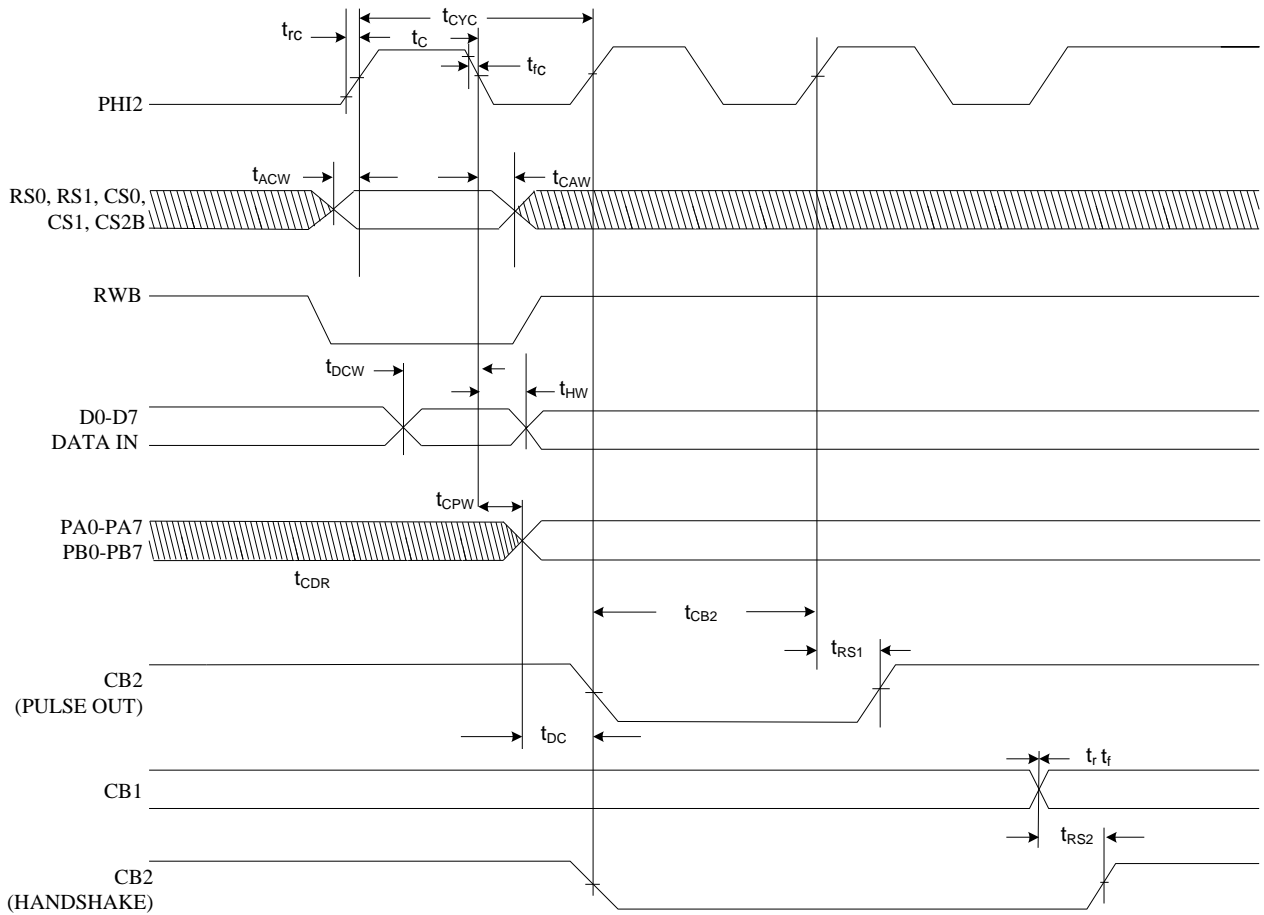 tCYC
trc
tC
tfC
PHI2
tACW
tCAW
RS0, RS1, CS0,
CS1, CS2B
RWB
tDCW
tHW
D0-D7
DATA IN
tCPW
PA0-PA7
PB0-PB7
tCDR
tCB2
tRS1
CB2
(PULSE OUT)
tDC
tr tf
CB1
tRS2
CB2
(HANDSHAKE)